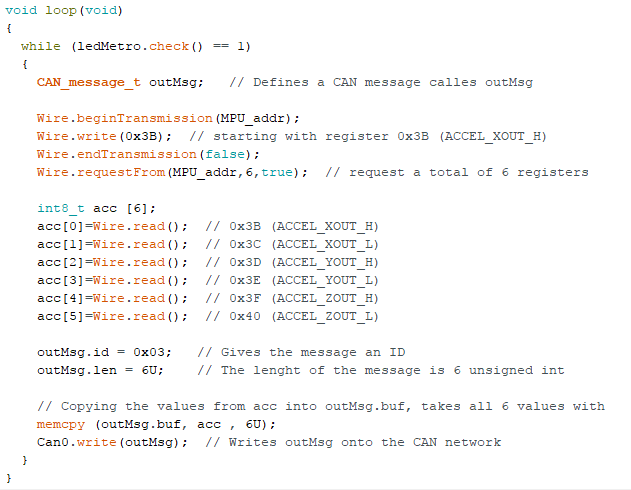 void loop(void)
{
while (ledMetro.check() == 1)
{
CAN_message_t outMsg; // Defines a CAN message calles outMsg
Wire.beginTransmission(MPU_addr);
Wire.write(0x3B); // starting with register 0x3B (ACCEL_XOUT_H)
Wire.endTransmission(false);
Wire.requestFrom(MPU_addr,6,true); // request a total of 6 registers
int8_t acc [6];
acc[0]=Wire.read(); // 0x3B (ACCEL_XOUT_H)
acc[1]=Wire.read(); // 0x3C (ACCEL_XOUT_L)
acc[2]=Wire.read(); // 0x3D (ACCEL_YOUT_H)
acc[3]=Wire.read(); // 0x3E (ACCEL_YOUT_L)
acc[4]=Wire.read(); // 0x3F (ACCEL_ZOUT_H)
acc[5]=Wire.read(); // 0x40 (ACCEL_ZOUT_L)
outMsg.id = 0x03; // Gives the message an ID
outMsg.len = 6U; // The lenght of the message is 6 unsigned int
// Copying the values from acc into outMsg.buf, takes all 6 values with
memcpy (outMsg.buf, acc , 6U);
Can0.write(outMsg); // Writes outMsg onto the CAN network
}
}